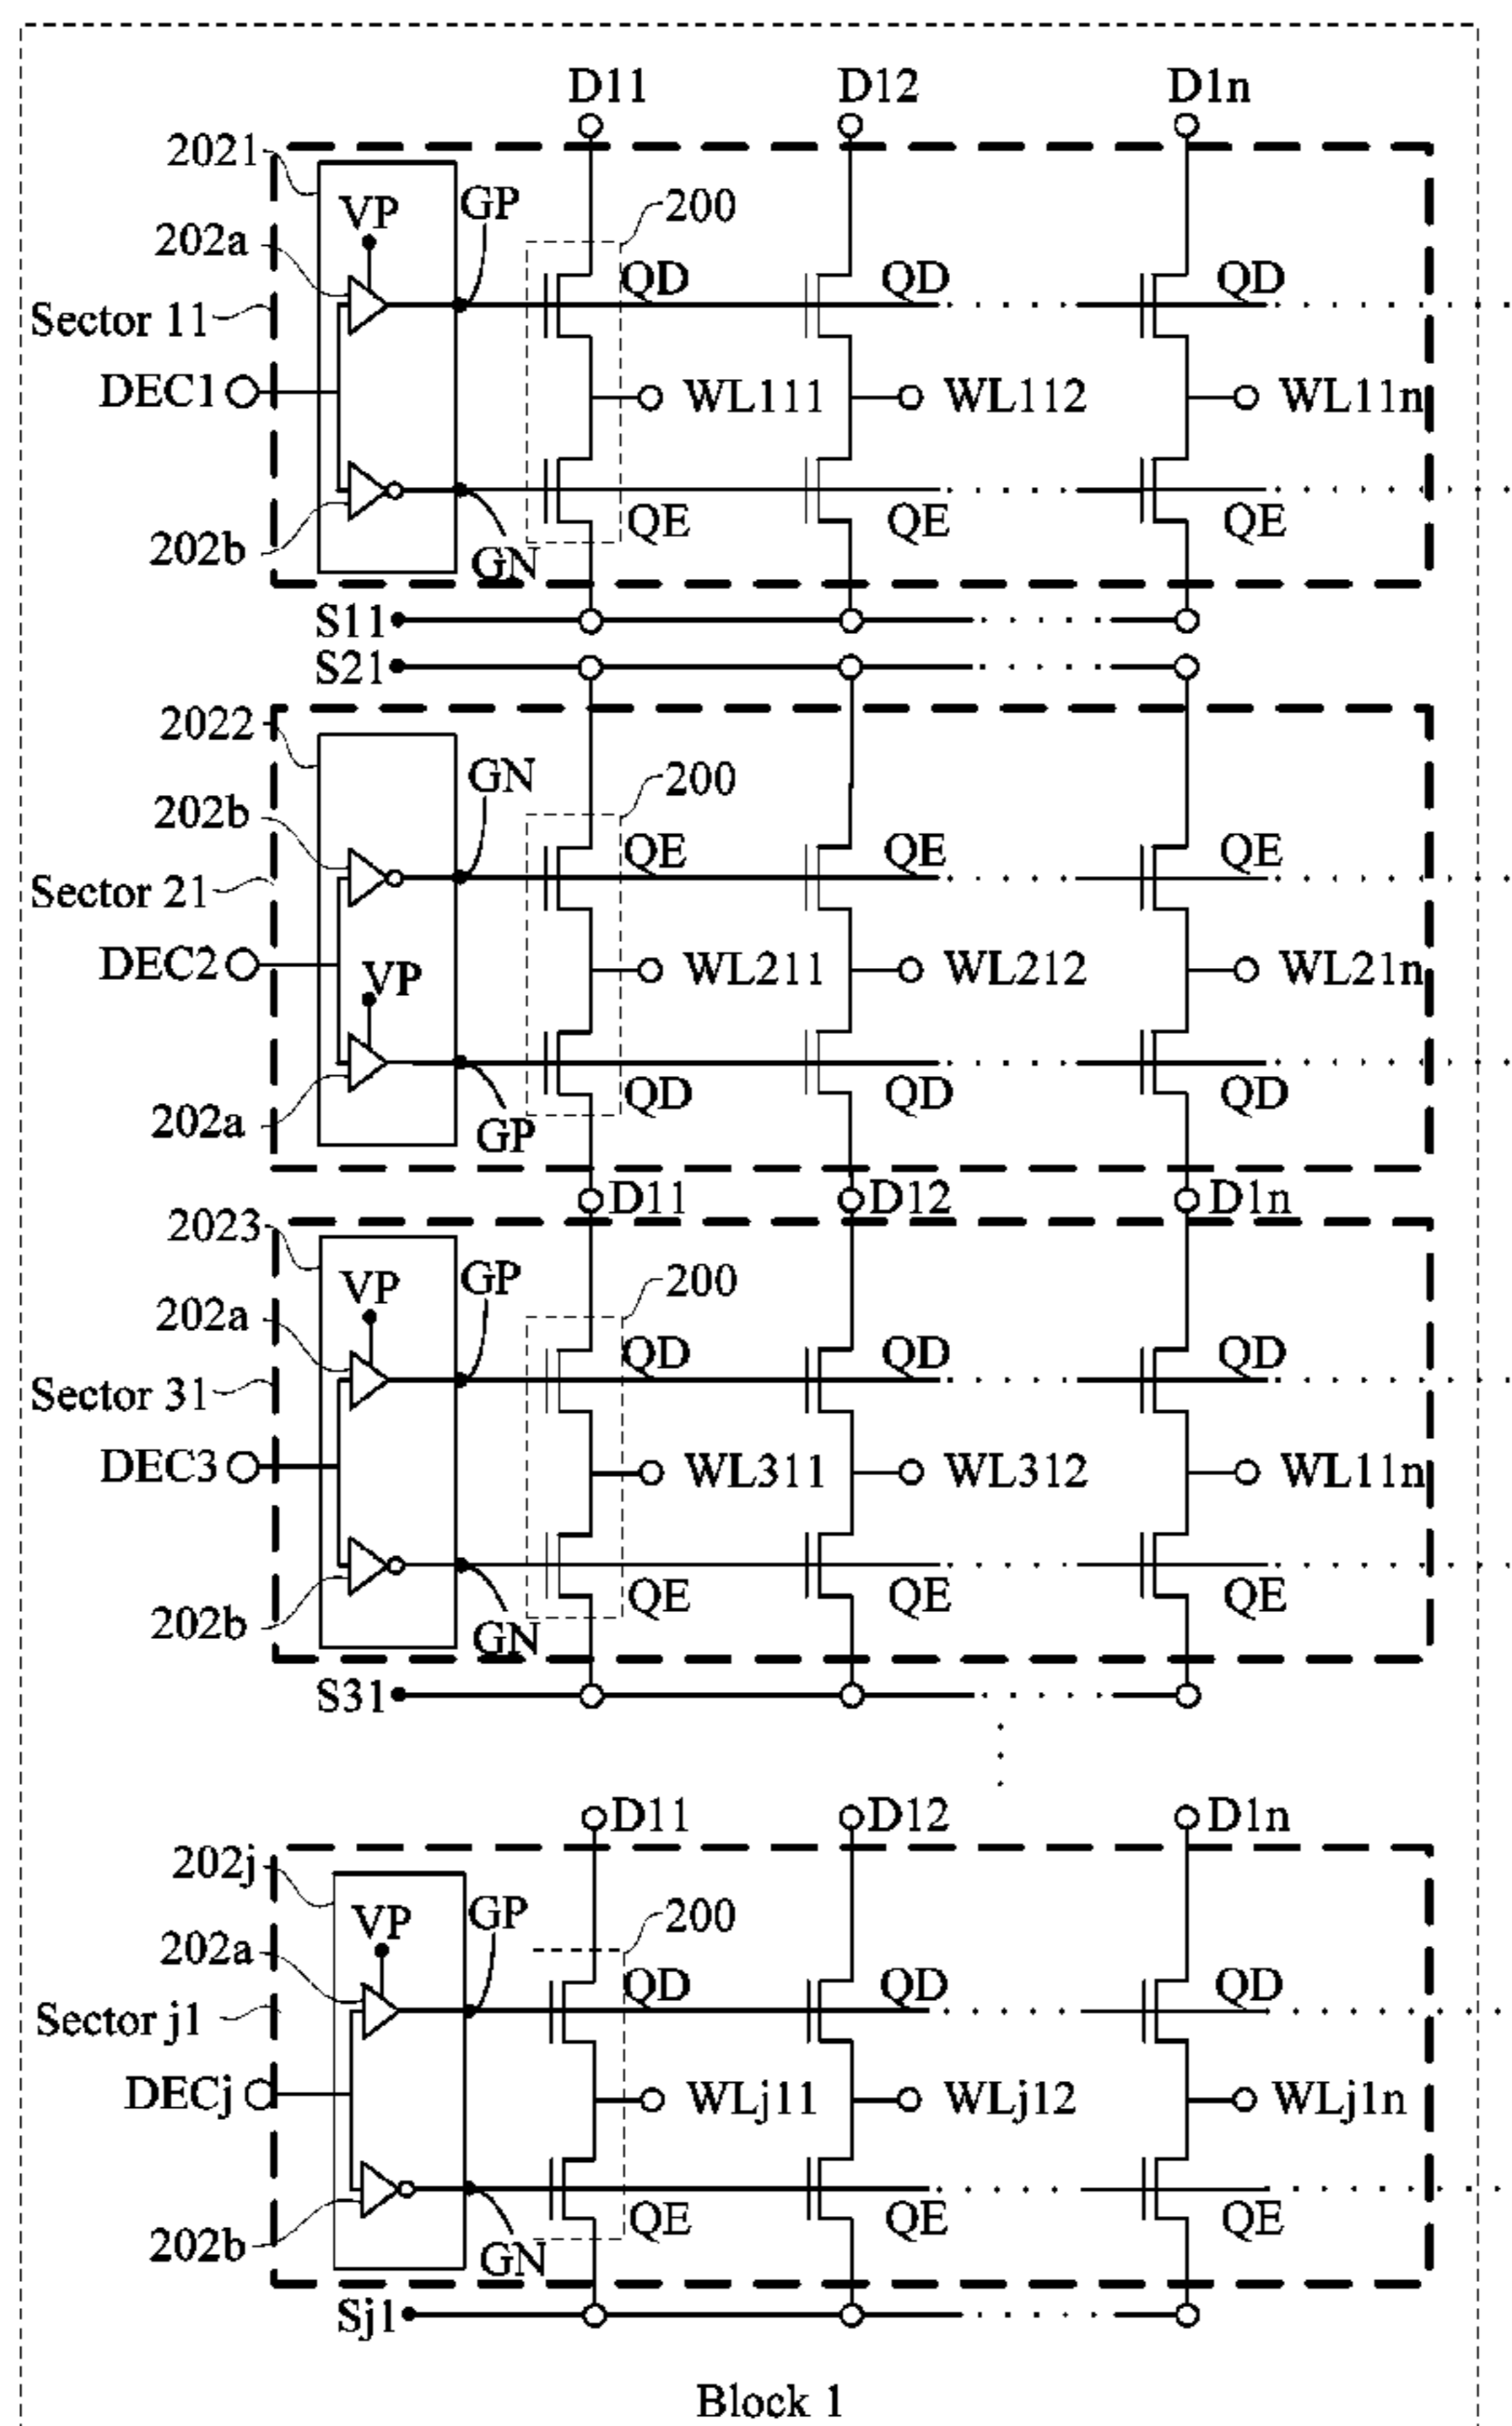 D11 D12 D1n
2021
VP GP 200
202a
QD QD QD
Sector 11
DEC1 WL111 WL112 WL11n
202b QE QE QE
GN
S11
S21
2022
GN 200
202b
QE QE QE
Sector 21
DEC2 WL211 WL212 WL21n
VP
202a QD QD QD
GP
D11 D12 D1n
2023
VP GP 200
202a
QD QD QD
Sector 31
DEC3 WL311 WL312 WL11n
202b QE QE QE
GN
S31
D11 D12 D1n
202j
VP GP 200
202a
QD QD QD
Sector j1
DECj WLj11 WLj12 WLj1n
202b QE QE QE
GN
Sj1
Block 1